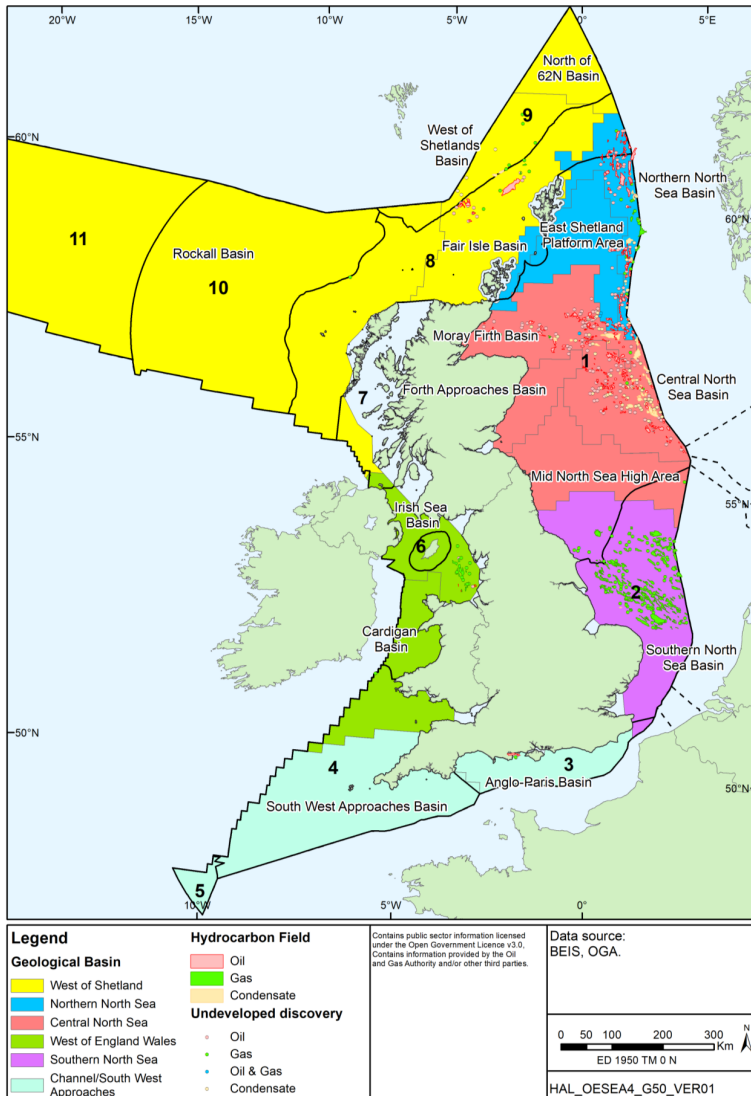 20°W
15°W
10°W
5°W
0°
5°E
North of
62N Basin
9
West of
Shetlands
Basin
60°N
Northern North
Sea Basin
60°N
East Shetland
Platform Area
Fair Isle Basin
11
Rockall Basin
10
8
Moray Firth Basin
1
7
Forth Approaches Basin
Central North
Sea Basin
55°N
Mid North Sea High Area
55°N
Irish Sea
Basin
6
2
Cardigan
Basin
Southern North
Sea Basin
50°N
4
3
Anglo-Paris Basin
50°N
South West Approaches Basin
5
10°W
5°W
0°
Legend
Geological Basin
West of Shetland
Northern North Sea
Central North Sea
West of England Wales
Southern North Sea
Channel/South West
Approaches
Hydrocarbon Field
Oil
Gas
Condensate
Undeveloped discovery
Oil
Gas
Oil & Gas
Condensate
Contains public sector information licensed
under the Open Government Licence v3.0,
Contains information provided by the Oil
and Gas Authority and/or other third parties.
Data source:
BEIS, OGA.
0 50 100 200 300
Km
N
ED 1950 TM 0 N
HAL_OESEA4_G50_VER01